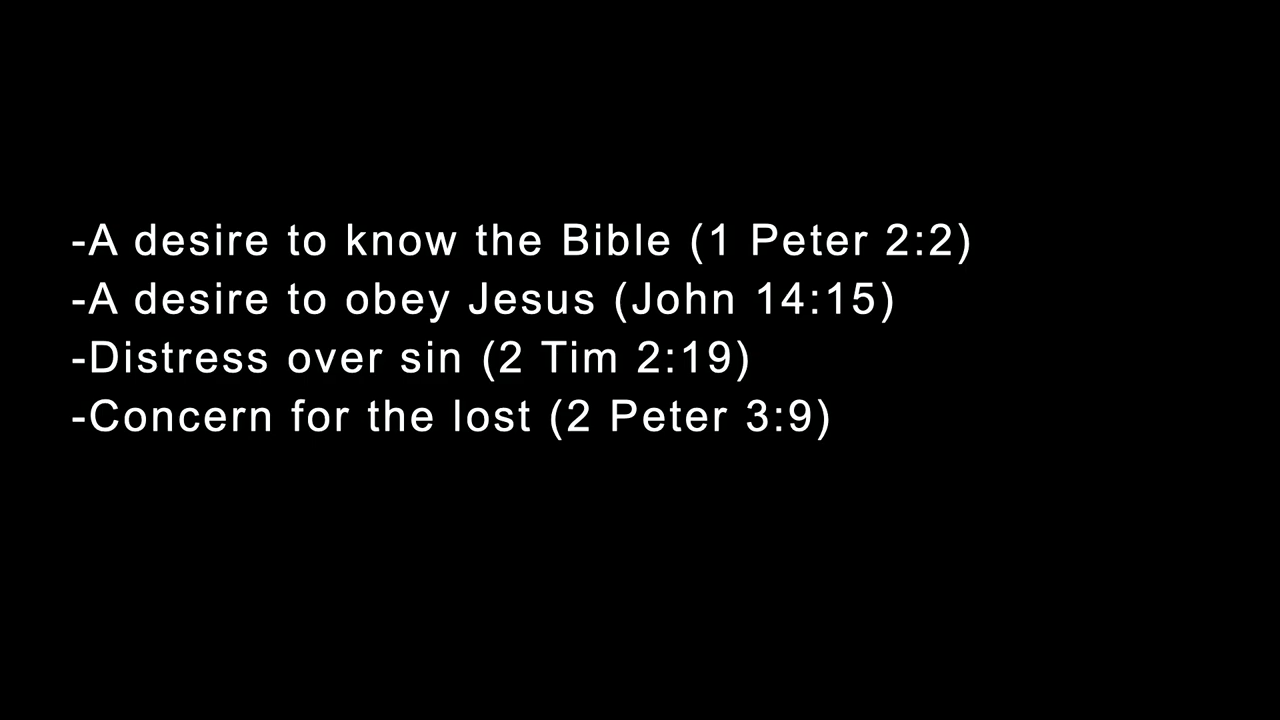 -A desire to know the Bible (1 Peter 2:2)
-A desire to obey Jesus (John 14:15)
-Distress over sin (2 Tim 2:19)
-Concern for the lost (2 Peter 3:9)